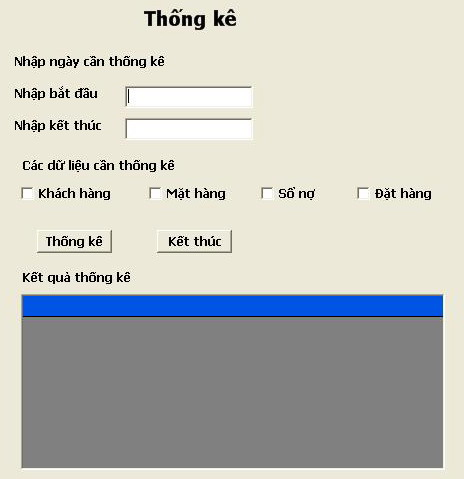 Thống kê
Nhập ngày cần thống kê
Nhập bắt đầu
Nhập kết thúc
Các dữ liệu cần thống kê
Khách hàng Mặt hàng Sổ nợ Đặt hàng
Thống kê Kết thúc
Kết quả thống kê